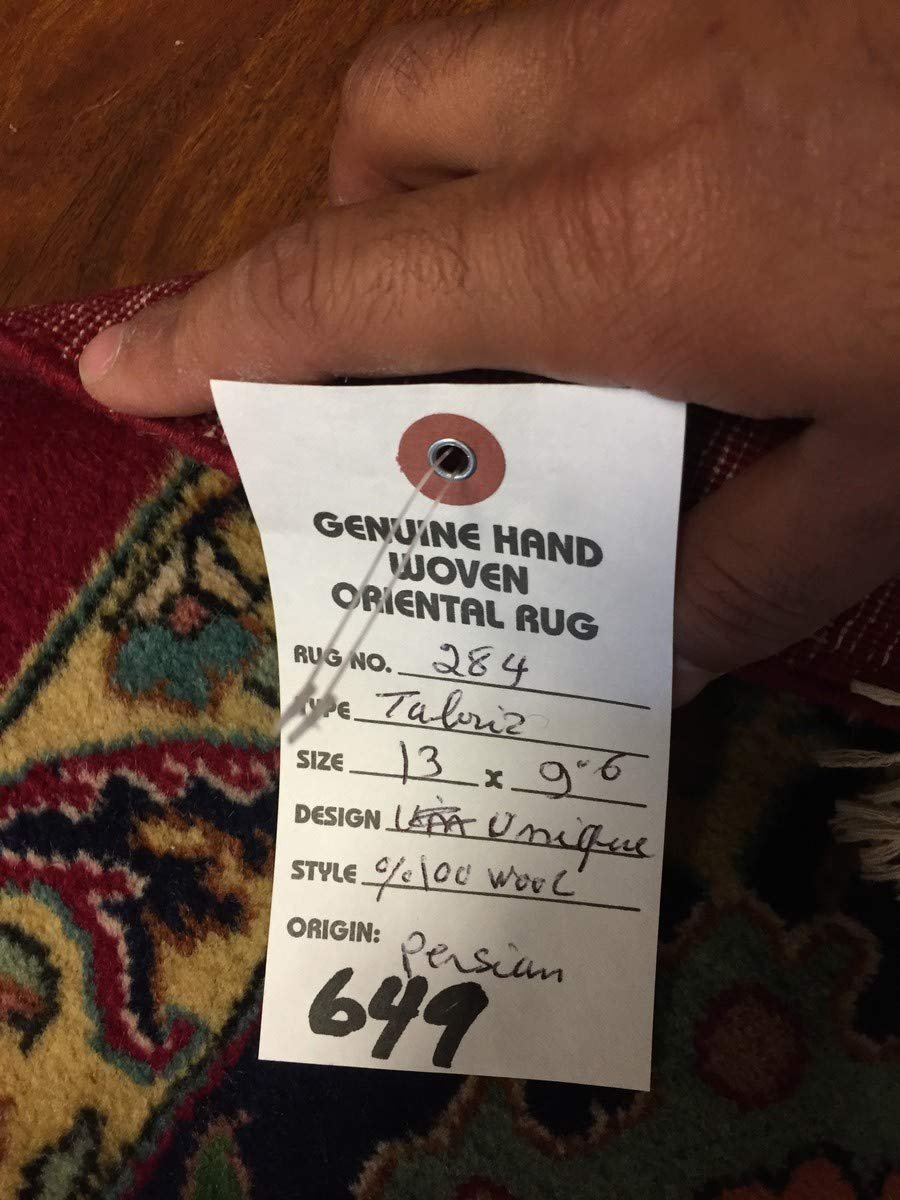 GENUINE HAND
WOVEN
ORIENTAL RUG
RUG NO. 284
TYPE Tabriz
SIZE 13 x 9"6
DESIGN Unique
STYLE %100 WOOL
ORIGIN: Persian
649